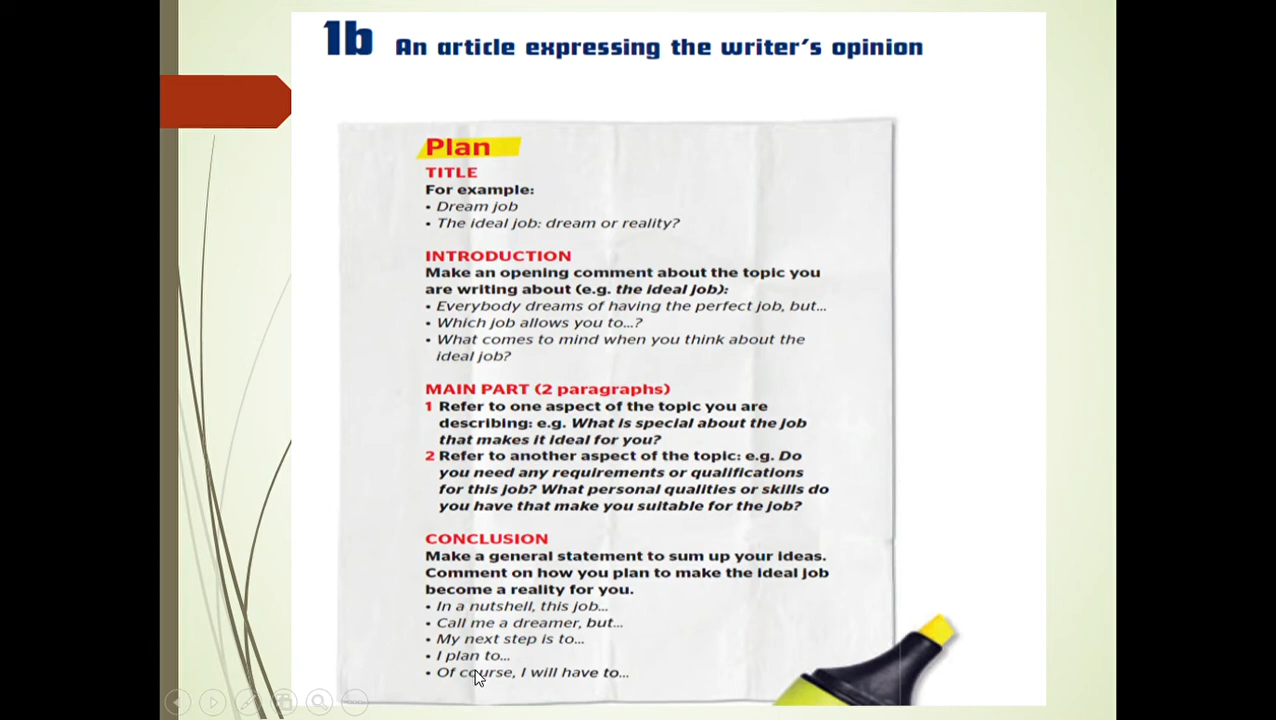 1b An article expressing the writer's opinion
Plan
TITLE
For example:
• Dream job
• The ideal job: dream or reality?
INTRODUCTION
Make an opening comment about the topic you
are writing about (e.g. the ideal job):
• Everybody dreams of having the perfect job, but...
• Which job allows you to...?
• What comes to mind when you think about the
ideal job?
MAIN PART (2 paragraphs)
1 Refer to one aspect of the topic you are
describing: e.g. What is special about the job
that makes it ideal for you?
2 Refer to another aspect of the topic: e.g. Do
you need any requirements or qualifications
for this job? What personal qualities or skills do
you have that make you suitable for the job?
CONCLUSION
Make a general statement to sum up your ideas.
Comment on how you plan to make the ideal job
become a reality for you.
• In a nutshell, this job...
• Call me a dreamer, but...
• My next step is to...
• I plan to...
• Of course, I will have to...